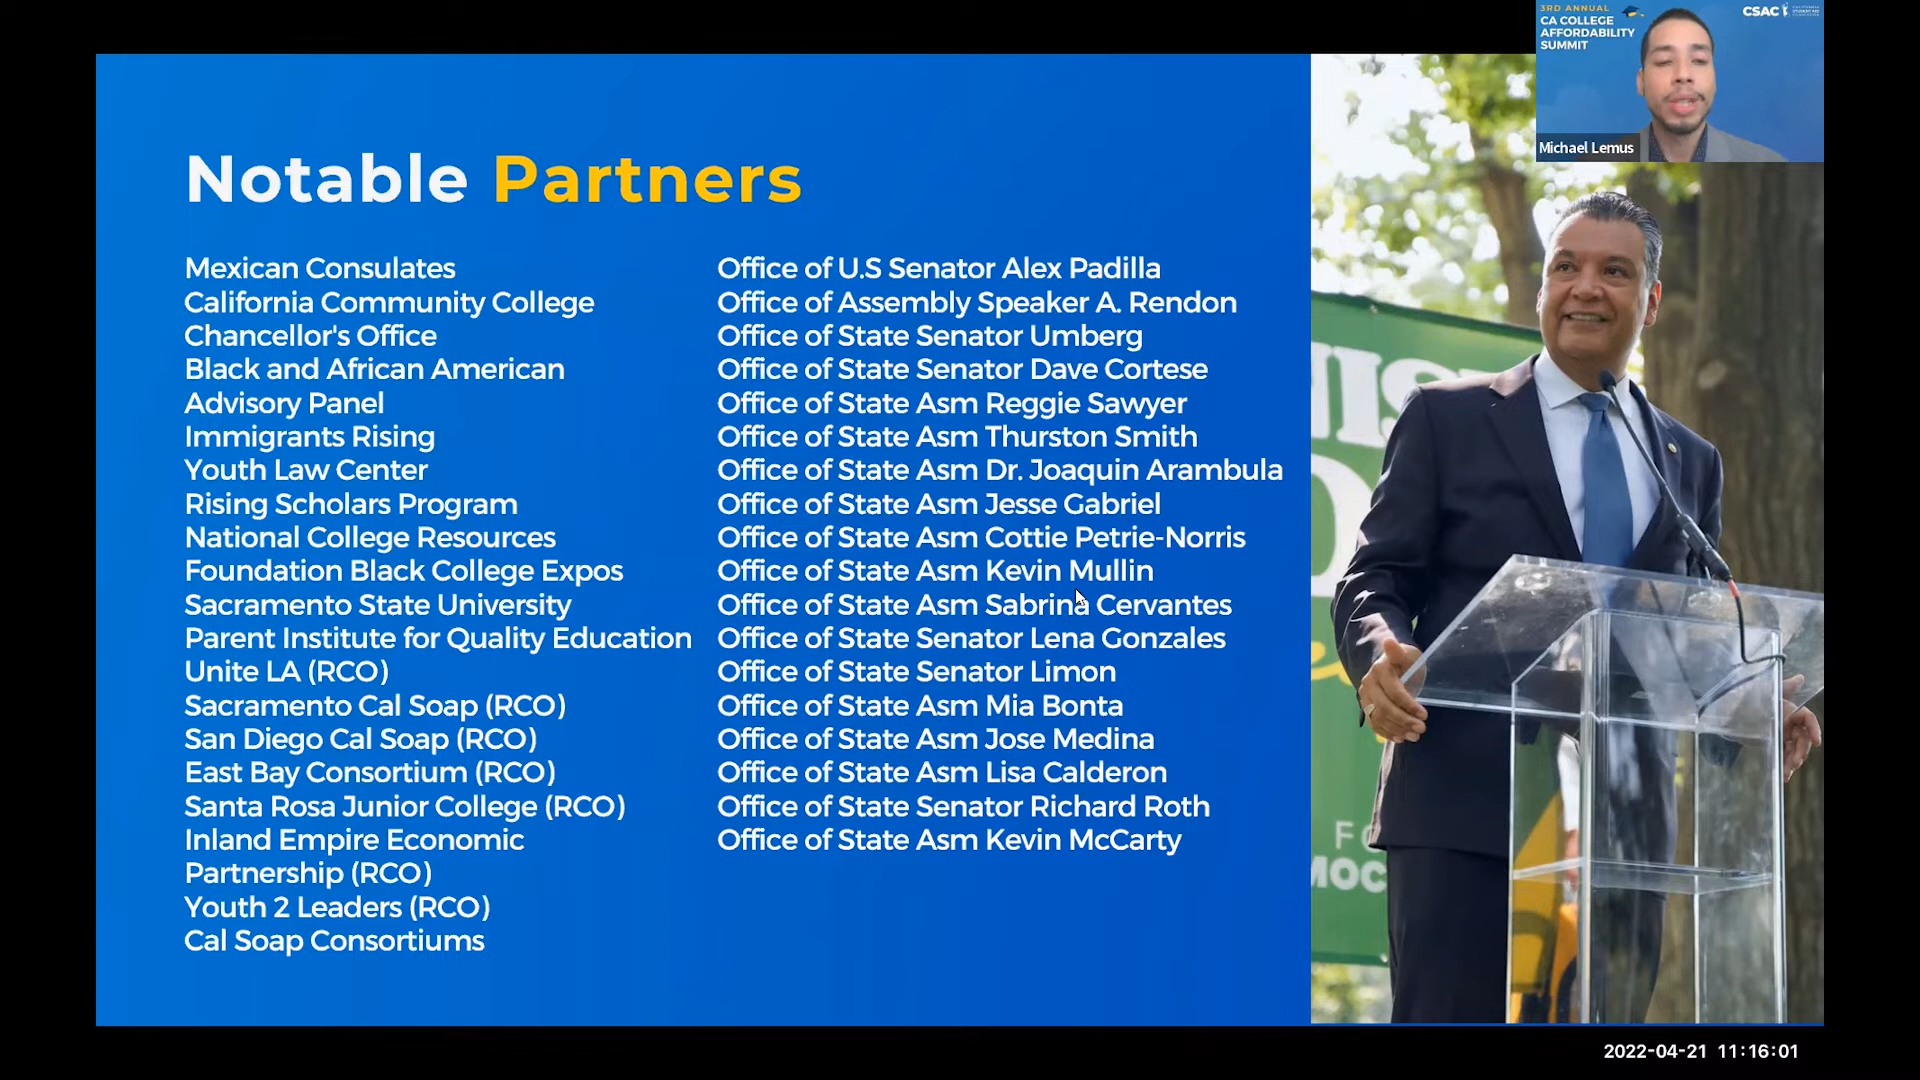 3RD ANNUAL
CA COLLEGE
AFFORDABILITY
SUMMIT
CSAC
Michael Lemus
Notable Partners
Mexican Consulates
California Community College
Chancellor's Office
Black and African American
Advisory Panel
Immigrants Rising
Youth Law Center
Rising Scholars Program
National College Resources
Foundation Black College Expos
Sacramento State University
Parent Institute for Quality Education
Unite LA (RCO)
Sacramento Cal Soap (RCO)
San Diego Cal Soap (RCO)
East Bay Consortium (RCO)
Santa Rosa Junior College (RCO)
Inland Empire Economic
Partnership (RCO)
Youth 2 Leaders (RCO)
Cal Soap Consortiums
Office of U.S Senator Alex Padilla
Office of Assembly Speaker A. Rendon
Office of State Senator Umberg
Office of State Senator Dave Cortese
Office of State Asm Reggie Sawyer
Office of State Asm Thurston Smith
Office of State Asm Dr. Joaquin Arambula
Office of State Asm Jesse Gabriel
Office of State Asm Cottie Petrie-Norris
Office of State Asm Kevin Mullin
Office of State Asm Sabrina Cervantes
Office of State Senator Lena Gonzales
Office of State Senator Limon
Office of State Asm Mia Bonta
Office of State Asm Jose Medina
Office of State Asm Lisa Calderon
Office of State Senator Richard Roth
Office of State Asm Kevin McCarty
2022-04-21 11:16:01